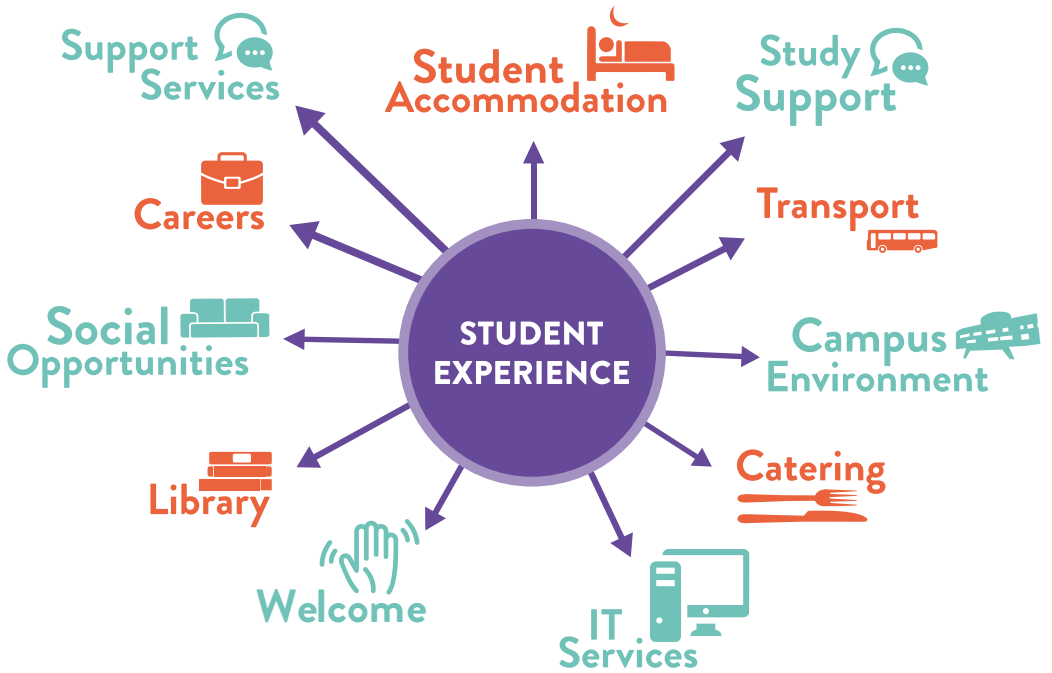 Support
Services
Student
Accommodation
Study
Support
Careers
Transport
Social
Opportunities
STUDENT
EXPERIENCE
Campus
Environment
Library
Catering
Welcome
IT
Services